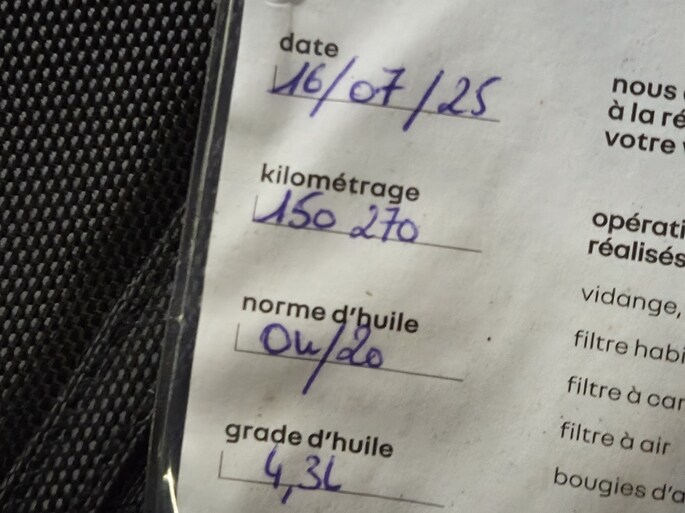 date
16/07/25
kilométrage
150 270
norme d'huile
0W/20
grade d'huile
4,3L
nous
à la ré
votre
opérati
réalisés
vidange,
filtre habi
filtre à car
filtre à air
bougies d'a